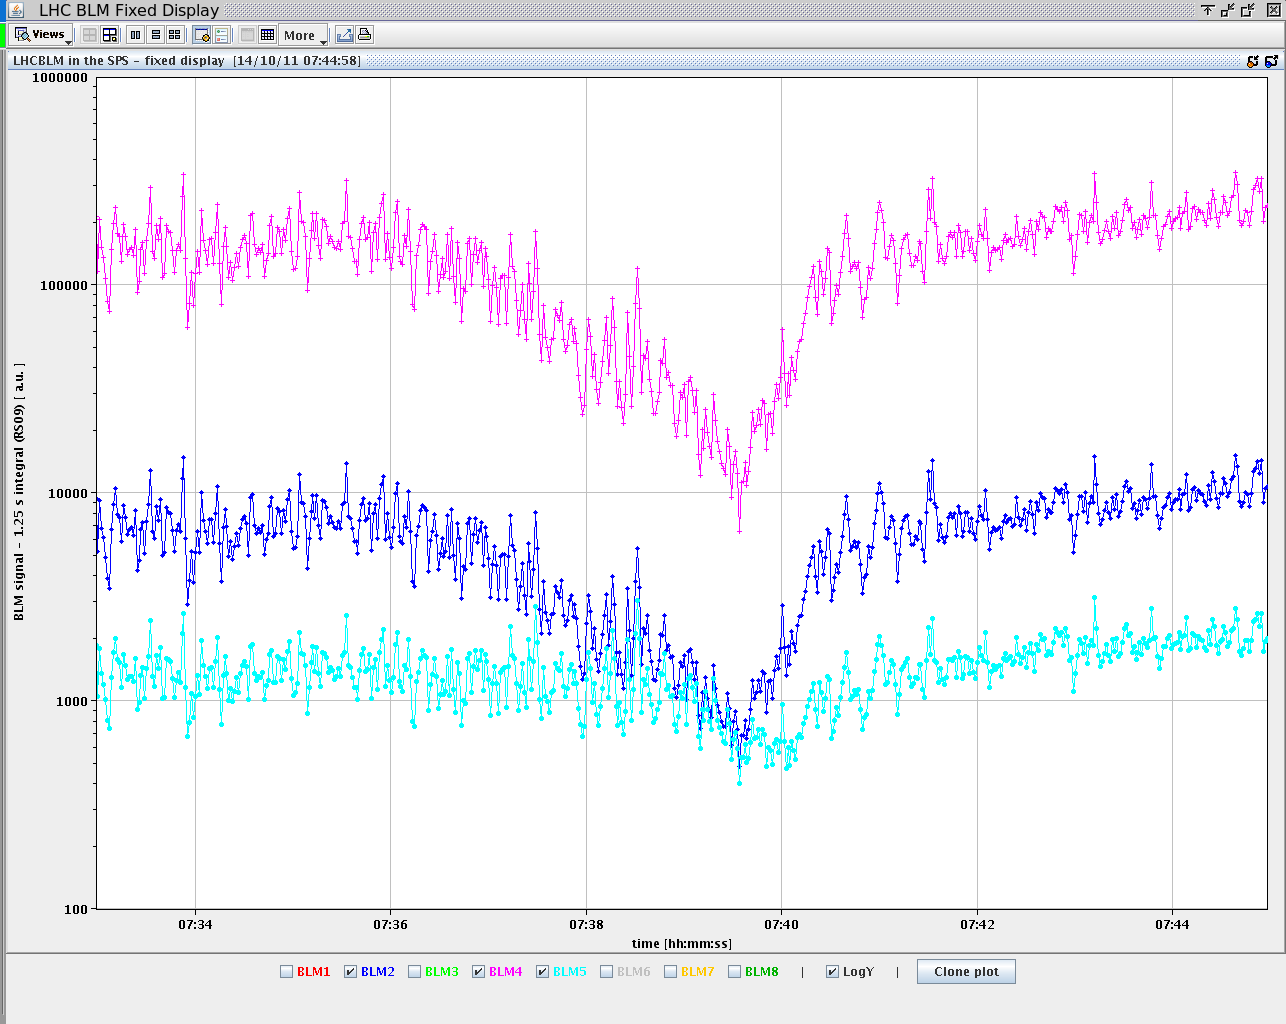 LHC BLM Fixed Display
Views More
LHCBLM in the SPS - fixed display [14/10/11 07:44:58]
1000000
100000
10000
1000
100
BLM signal - 1.25 s integral (RS09) [ a.u. ]
07:34 07:36 07:38 07:40 07:42 07:44
time [hh:mm:ss]
BLM1 BLM2 BLM3 BLM4 BLM5 BLM6 BLM7 BLM8 | LogY | Clone plot